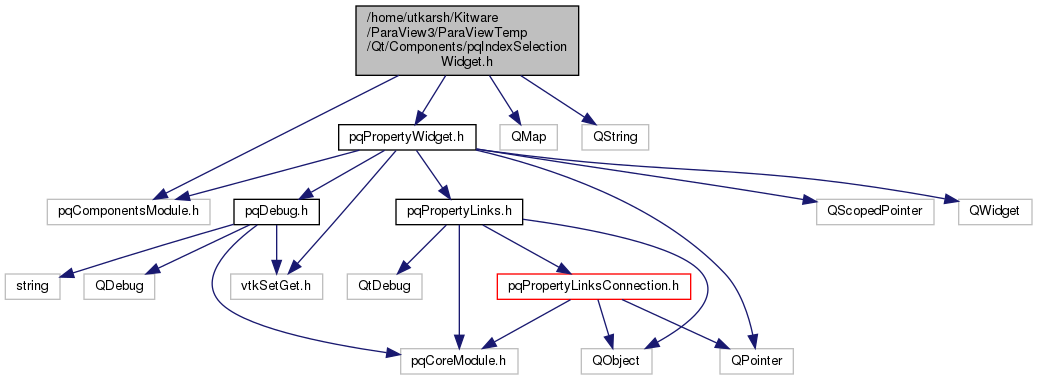 /home/utkarsh/Kitware
/ParaView3/ParaViewTemp
/Qt/Components/pqIndexSelection
Widget.h
pqPropertyWidget.h
QMap
QString
pqComponentsModule.h
pqDebug.h
pqPropertyLinks.h
QScopedPointer
QWidget
string
QDebug
vtkSetGet.h
QtDebug
pqPropertyLinksConnection.h
pqCoreModule.h
QObject
QPointer